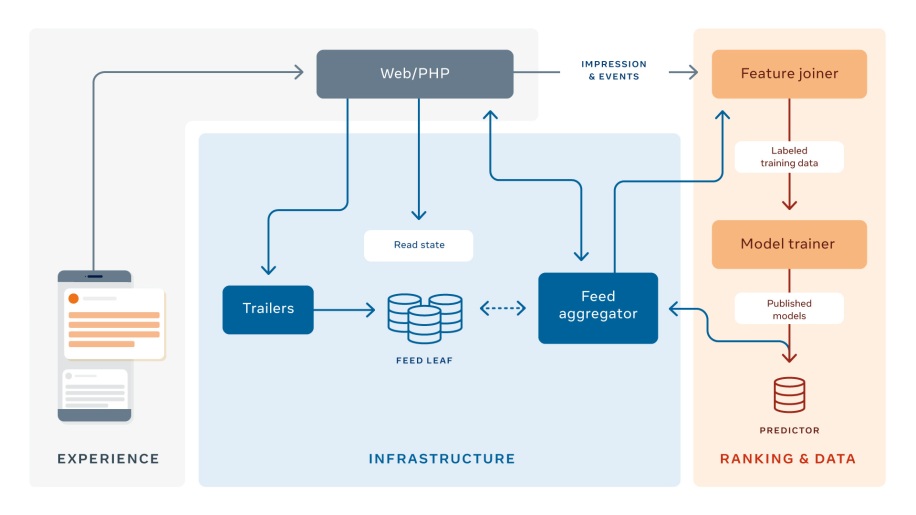 Web/PHP
IMPRESSION
& EVENTS
Feature joiner
Labeled
training data
Read state
Model trainer
Trailers
Feed
aggregator
Published
models
FEED LEAF
PREDICTOR
EXPERIENCE
INFRASTRUCTURE
RANKING & DATA